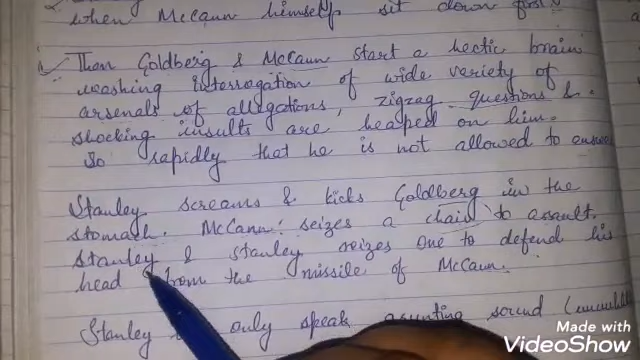 when McCann himself sit down first.
Then Goldberg & McCann start a hectic brain
washing interrogation of wide variety of
arsenals of allegations, zigzag questions &
shocking insults are heaped on him.
So rapidly that he is not allowed to answer
Stanley screams & kicks Goldberg in the
stomach. McCann: seizes a chair to assault
Stanley & Stanley seizes one to defend his
head from the missile of McCann.
Stanley only speak grunting sound
Made with
VideoShow